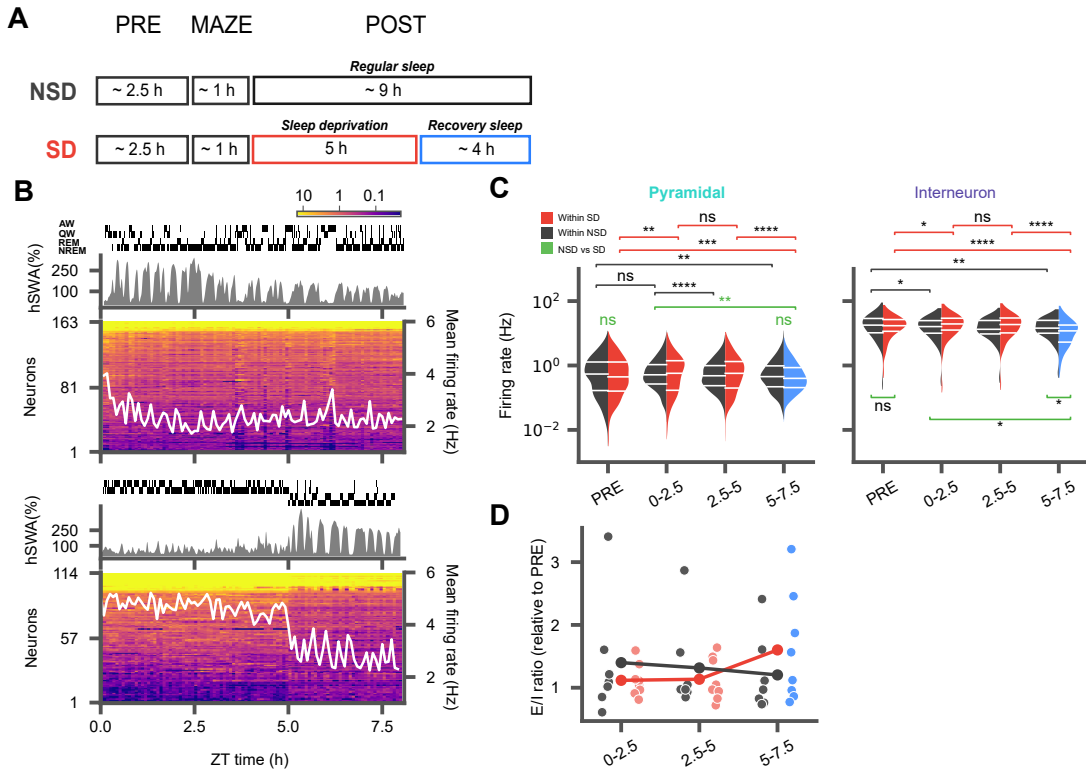 A
PRE MAZE POST
Regular sleep
NSD ~ 2.5 h ~ 1 h ~ 9 h
Sleep deprivation Recovery sleep
SD ~ 2.5 h ~ 1 h 5 h ~ 4 h
B
10 1 0.1
AW
QW
REM
NREM
hSWA(%)
250
100
Neurons
163
81
1
Mean firing rate (Hz)
6
4
2
hSWA(%)
250
100
Neurons
114
57
1
Mean firing rate (Hz)
6
4
2
0.0 2.5 5.0 7.5
ZT time (h)
C
Pyramidal Interneuron
Within SD
Within NSD
NSD vs SD
ns
** ****
***
**
ns
****
**
ns ns
ns
* ****
****
**
*
ns
*
*
Firing rate (Hz)
10²
10⁰
10⁻²
PRE 0-2.5 2.5-5 5-7.5
PRE 0-2.5 2.5-5 5-7.5
D
E/I ratio (relative to PRE)
3
2
1
0-2.5 2.5-5 5-7.5